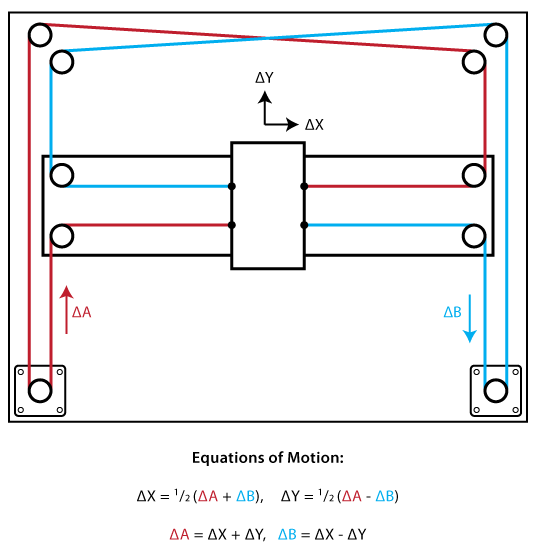 ΔY
ΔX
ΔA
ΔB
Equations of Motion:
ΔX = ¹/₂ (ΔA + ΔB), ΔY = ¹/₂ (ΔA - ΔB)
ΔA = ΔX + ΔY, ΔB = ΔX - ΔY